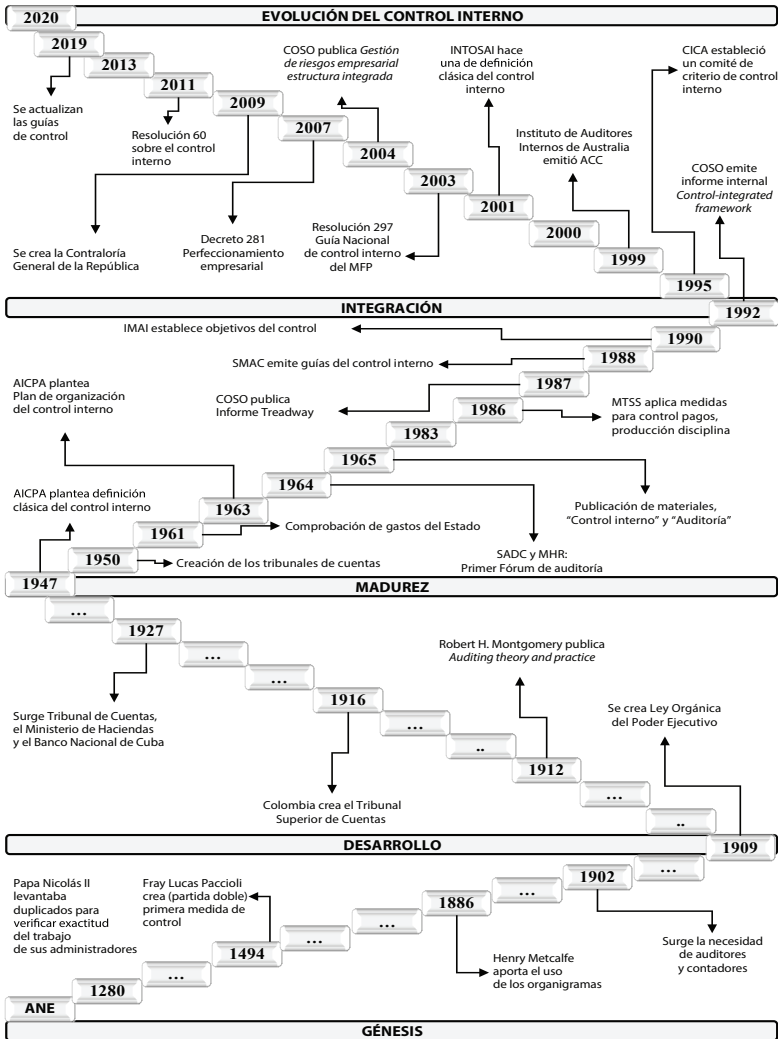 EVOLUCIÓN DEL CONTROL INTERNO
2020
2019
Se actualizan
las guías
de control
2013
2011
Resolución 60
sobre el control
interno
2009
Se crea la Contraloría
General de la República
2007
Decreto 281
Perfeccionamiento
empresarial
COSO publica Gestión
de riesgos empresarial
estructura integrada
2004
2003
Resolución 297
Guía Nacional
de control interno
del MFP
INTOSAI hace
una de definición
clásica del control
interno
2001
2000
Instituto de Auditores
Internos de Australia
emitió ACC
1999
CICA estableció
un comité de
criterio de control
interno
1995
COSO emite
informe internal
Control-integrated
framework
1992
INTEGRACIÓN
IMAI establece objetivos del control
1990
SMAC emite guías del control interno
1988
COSO publica
Informe Treadway
1987
1986
MTSS aplica medidas
para control pagos,
producción disciplina
1983
1965
Publicación de materiales,
“Control interno” y “Auditoría”
1964
SADC y MHR:
Primer Fórum de auditoría
AICPA plantea
Plan de organización
del control interno
1963
1961
Comprobación de gastos del Estado
1950
Creación de los tribunales de cuentas
AICPA plantea definición
clásica del control interno
1947
MADUREZ
...
1927
Surge Tribunal de Cuentas,
el Ministerio de Haciendas
y el Banco Nacional de Cuba
...
...
1916
Colombia crea el Tribunal
Superior de Cuentas
...
..
Robert H. Montgomery publica
Auditing theory and practice
1912
...
..
Se crea Ley Orgánica
del Poder Ejecutivo
1909
DESARROLLO
...
1902
Surge la necesidad
de auditores
y contadores
...
1886
Henry Metcalfe
aporta el uso
de los organigramas
...
...
Fray Lucas Paccioli
crea (partida doble)
primera medida de
control
1494
...
Papa Nicolás II
levantaba
duplicados para
verificar exactitud
del trabajo
de sus administradores
1280
ANE
GÉNESIS